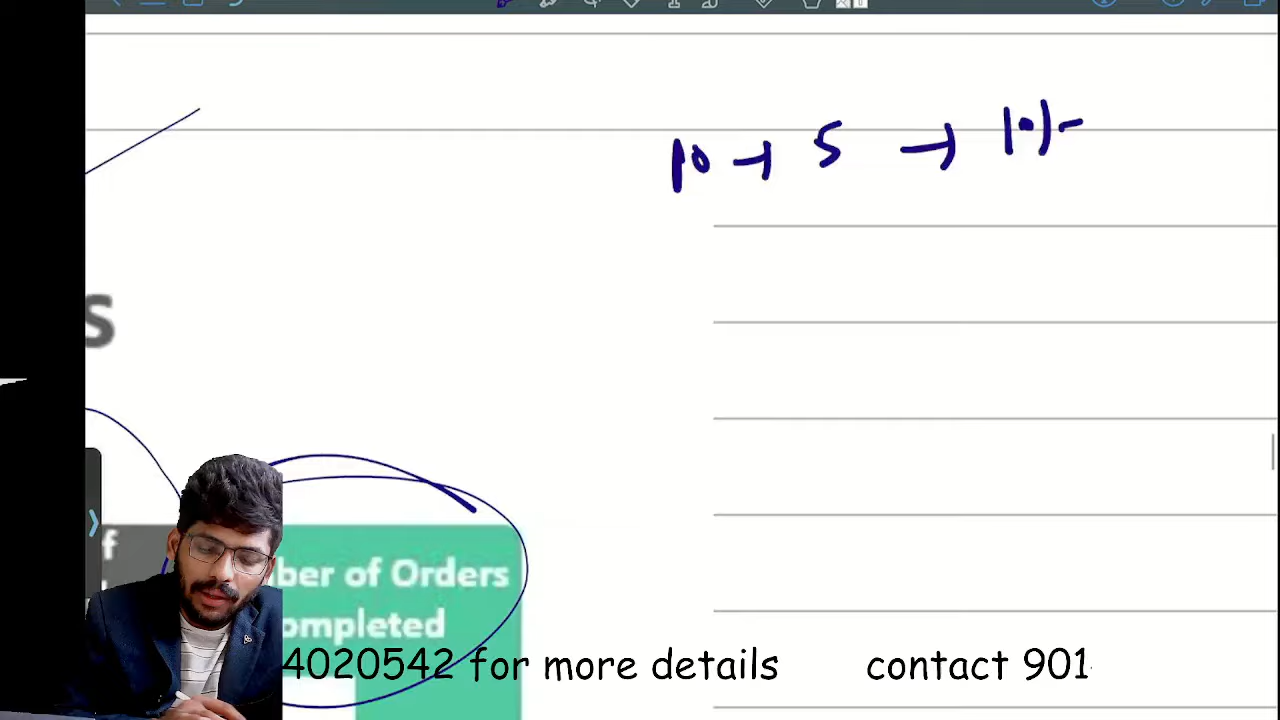 10 → 5 → 10%
s
f
ber of Orders
ompleted
4020542 for more details contact 901